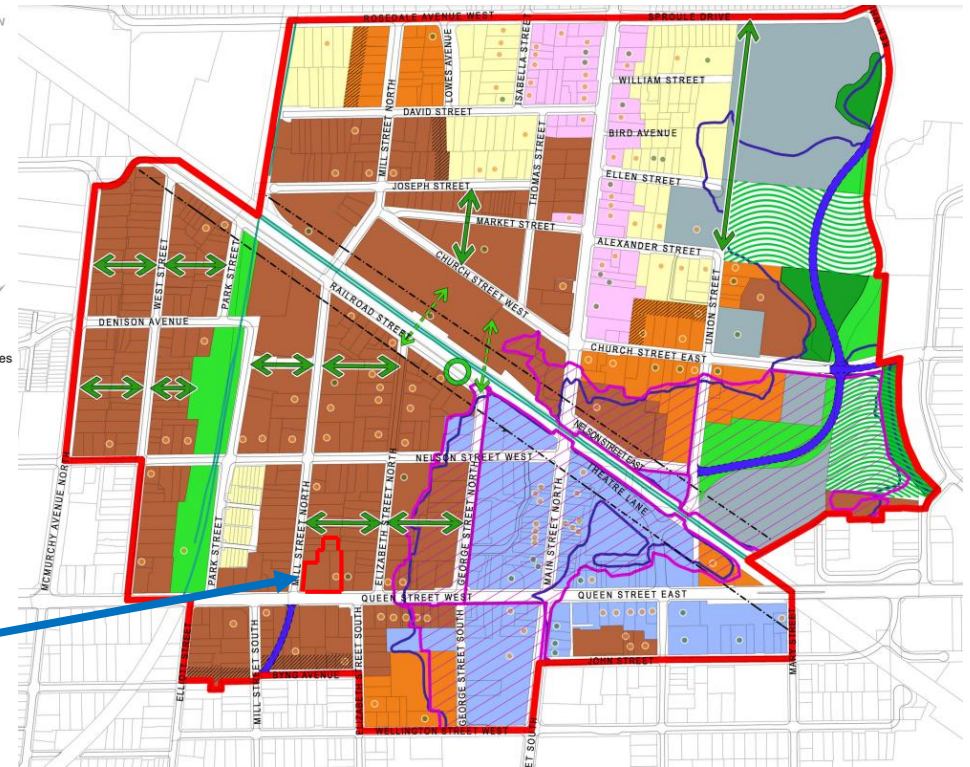 ROSEDALE AVENUE WEST
SPROULE DRIVE
LOWES AVENUE
ISABELLA STREET
WILLIAM STREET
MILL STREET NORTH
DAVID STREET
BIRD AVENUE
THOMAS STREET
JOSEPH STREET
ELLEN STREET
MARKET STREET
ALEXANDER STREET
WEST STREET
PARK STREET
CHURCH STREET WEST
RAILROAD STREET
UNION STREET
DENISON AVENUE
CHURCH STREET EAST
es
NELSON STREET EAST
NELSON STREET WEST
THEATRE LANE
MCMURCHY AVENUE NORTH
PARK STREET
MILL STREET NORTH
ELIZABETH STREET NORTH
GEORGE STREET NORTH
MAIN STREET NORTH
QUEEN STREET WEST
QUEEN STREET EAST
MILL STREET SOUTH
GEORGE STREET SOUTH
MARY STREET
JOHN STREET
BYNG AVENUE
WELLINGTON STREET WEST
ET SOUTH